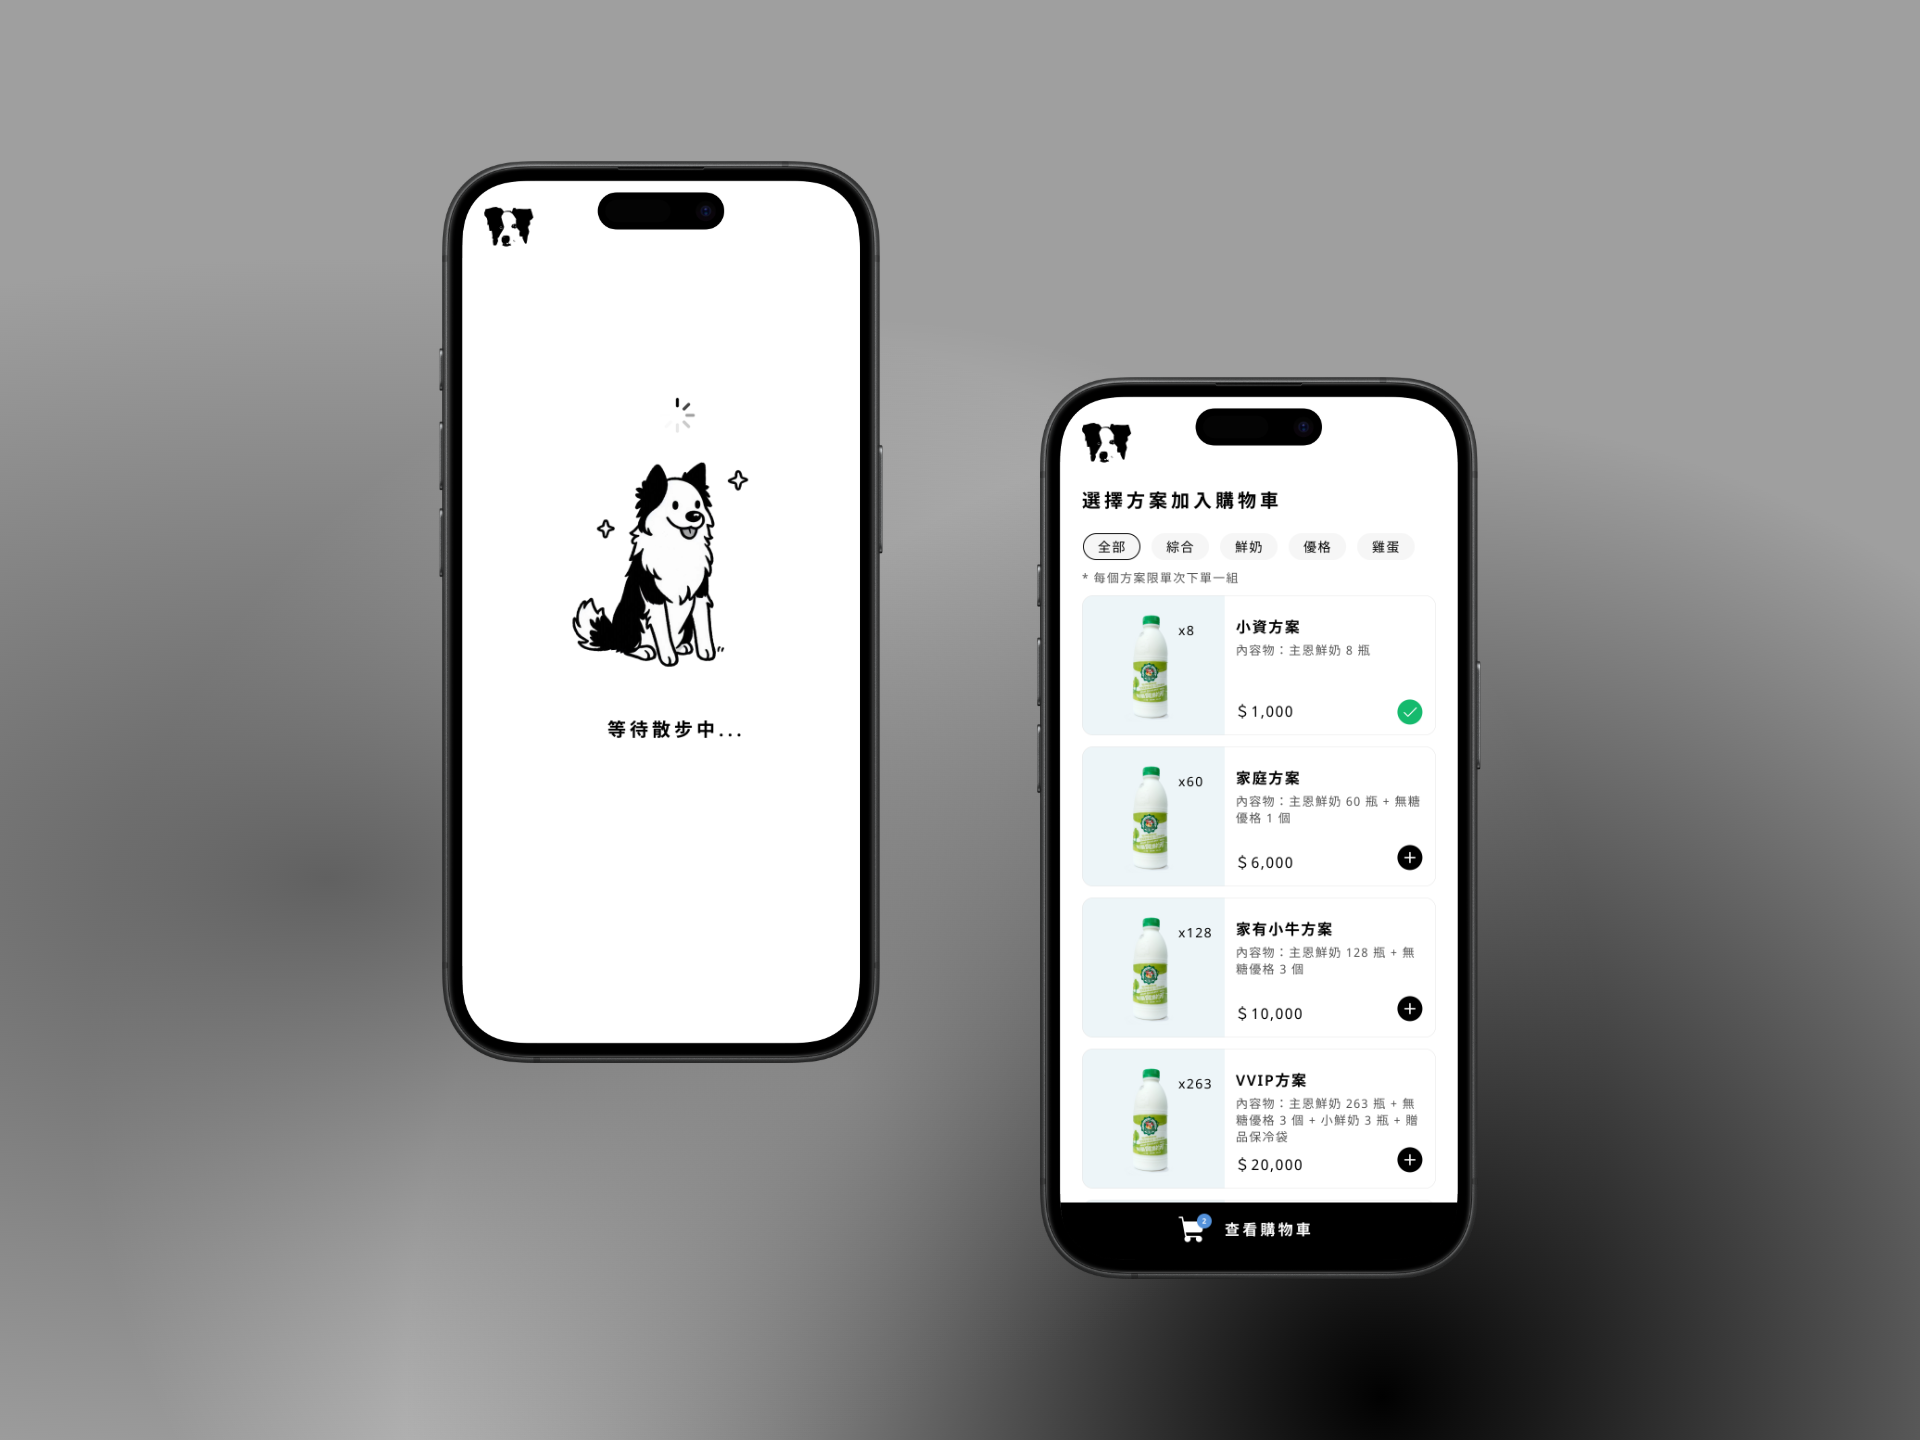 等待散步中...
選擇方案加入購物車
全部 綜合 鮮奶 優格 雞蛋
* 每個方案限單次下單一組
x8
小資方案
內容物：主恩鮮奶 8 瓶
$1,000
x60
家庭方案
內容物：主恩鮮奶 60 瓶 + 無糖
優格 1 個
$6,000
x128
家有小牛方案
內容物：主恩鮮奶 128 瓶 + 無
糖優格 3 個
$10,000
x263
VVIP方案
內容物：主恩鮮奶 263 瓶 + 無
糖優格 3 個 + 小鮮奶 3 瓶 + 贈
品保冷袋
$20,000
2
查看購物車